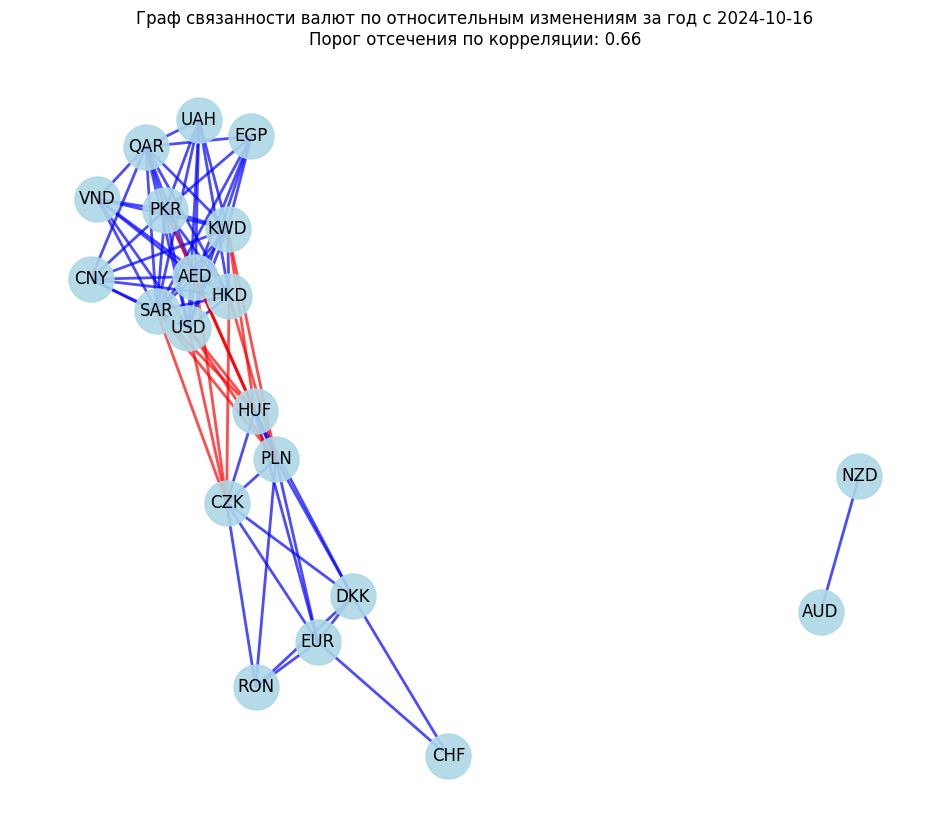 Граф связанности валют по относительным изменениям за год с 2024-10-16
Порог отсечения по корреляции: 0.66
UAH
EGP
QAR
VND
PKR
KWD
AED
CNY
HKD
SAR
USD
HUF
PLN
NZD
CZK
DKK
AUD
EUR
RON
CHF